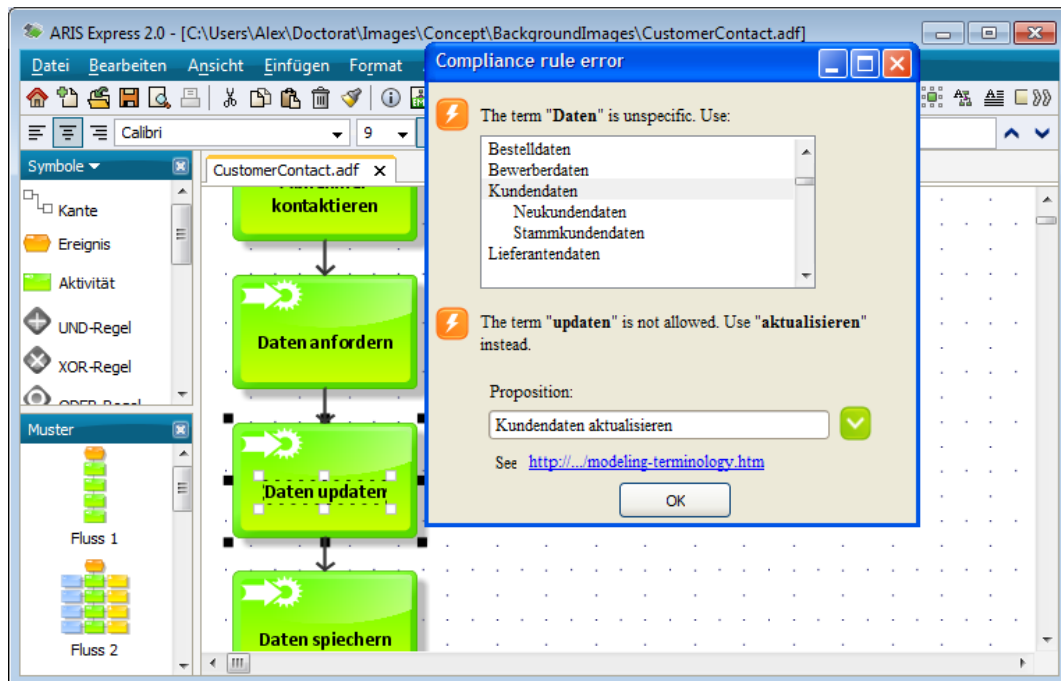 ARIS Express 2.0 - [C:\Users\Alex\Doctorat\Images\Concept\BackgroundImages\CustomerContact.adf]
Datei Bearbeiten Ansicht Einfügen Format
Calibri 9
Symbole
Kante
Ereignis
Aktivität
UND-Regel
XOR-Regel
Muster
Fluss 1
Fluss 2
CustomerContact.adf X
kontaktieren
Daten anfordern
Daten updaten
Daten spiechern
Compliance rule error
The term "Daten" is unspecific. Use:
Bestelldaten
Bewerberdaten
Kundendaten
Neukundendaten
Stammkundendaten
Lieferantendaten
The term "updaten" is not allowed. Use "aktualisieren"
instead.
Proposition:
Kundendaten aktualisieren
See http://.../modeling-terminology.htm
OK